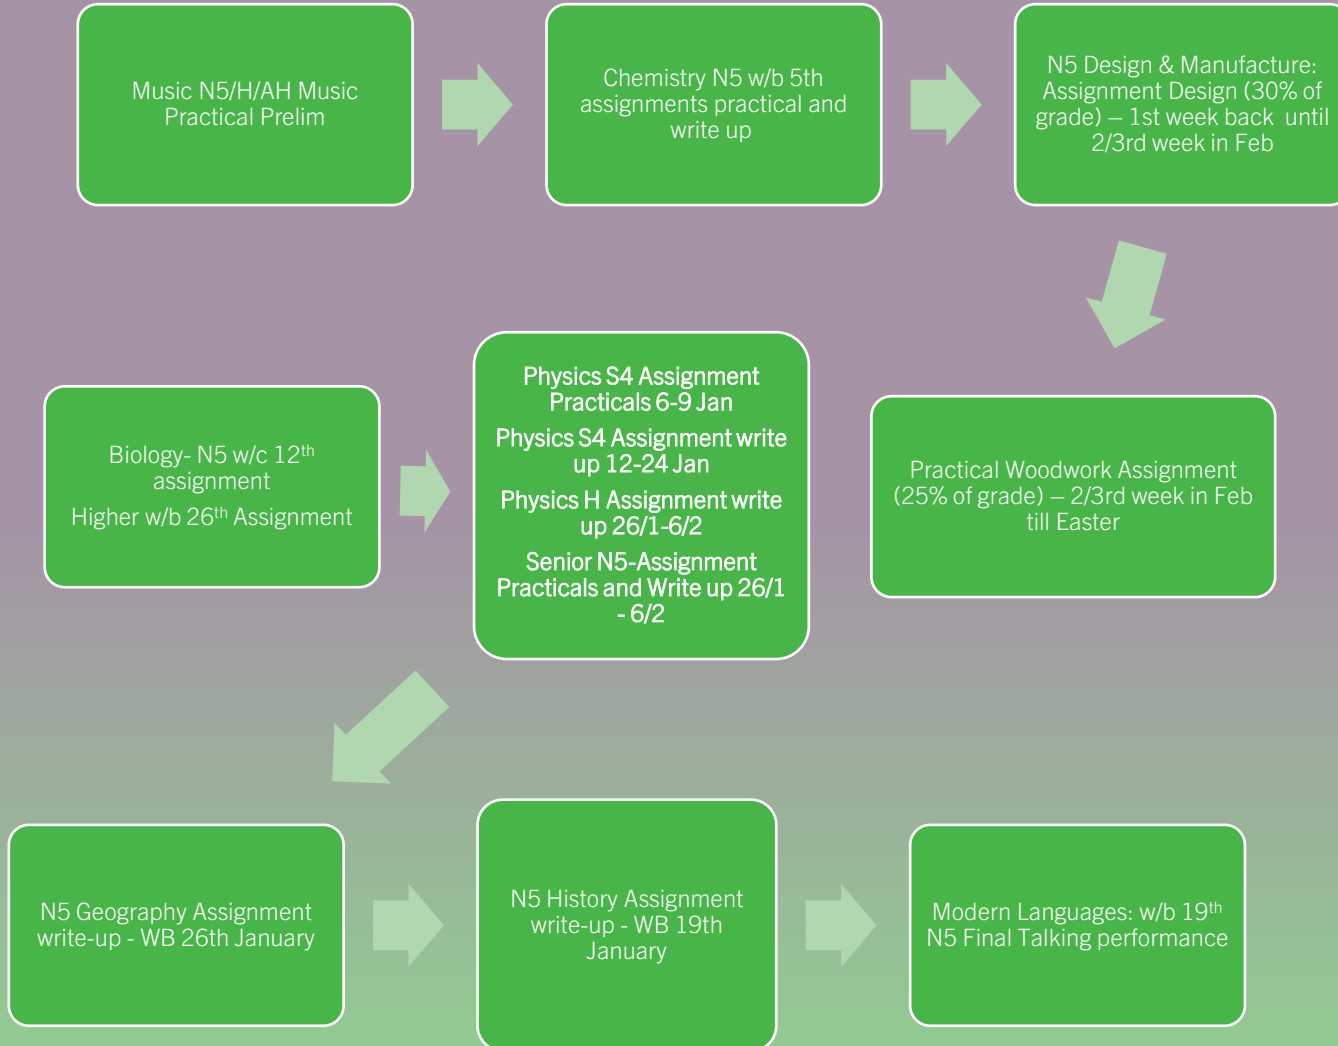 Music N5/H/AH Music
Practical Prelim
Chemistry N5 w/b 5th
assignments practical and
write up
N5 Design & Manufacture:
Assignment Design (30% of
grade) – 1st week back until
2/3rd week in Feb
Practical Woodwork Assignment
(25% of grade) – 2/3rd week in Feb
till Easter
Biology- N5 w/c 12th
assignment
Higher w/b 26th Assignment
Physics S4 Assignment
Practicals 6-9 Jan
Physics S4 Assignment write
up 12-24 Jan
Physics H Assignment write
up 26/1-6/2
Senior N5-Assignment
Practicals and Write up 26/1
- 6/2
N5 Geography Assignment
write-up - WB 26th January
N5 History Assignment
write-up - WB 19th
January
Modern Languages: w/b 19th
N5 Final Talking performance